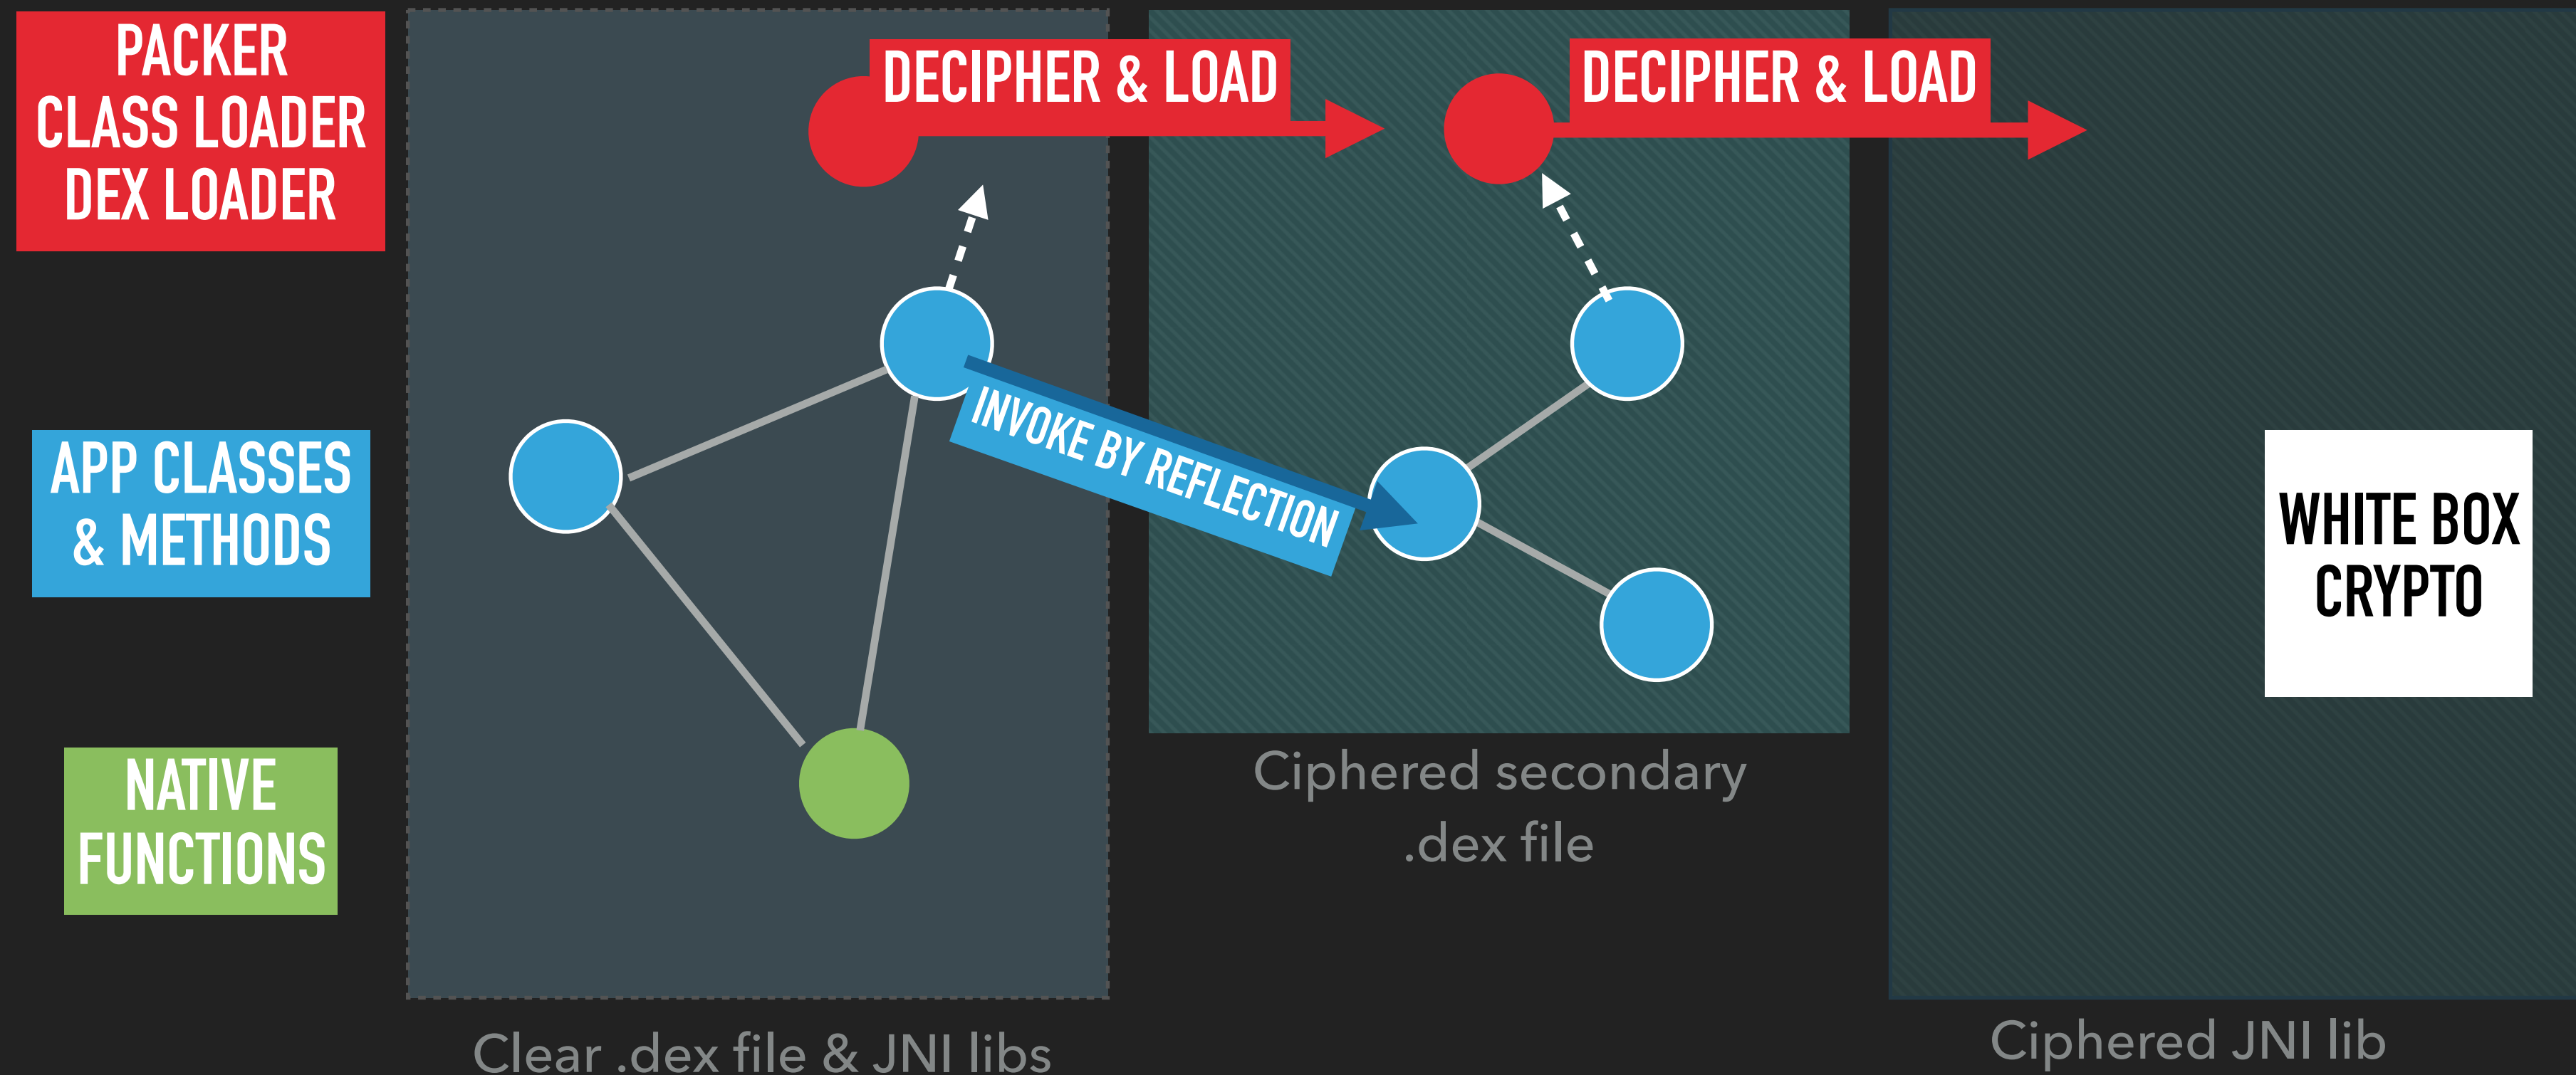 PACKER
CLASS LOADER
DEX LOADER
DECIPHER & LOAD
DECIPHER & LOAD
INVOKE BY REFLECTION
APP CLASSES
& METHODS
WHITE BOX
CRYPTO
NATIVE
FUNCTIONS
Ciphered secondary
.dex file
Clear .dex file & JNI libs
Ciphered JNI lib